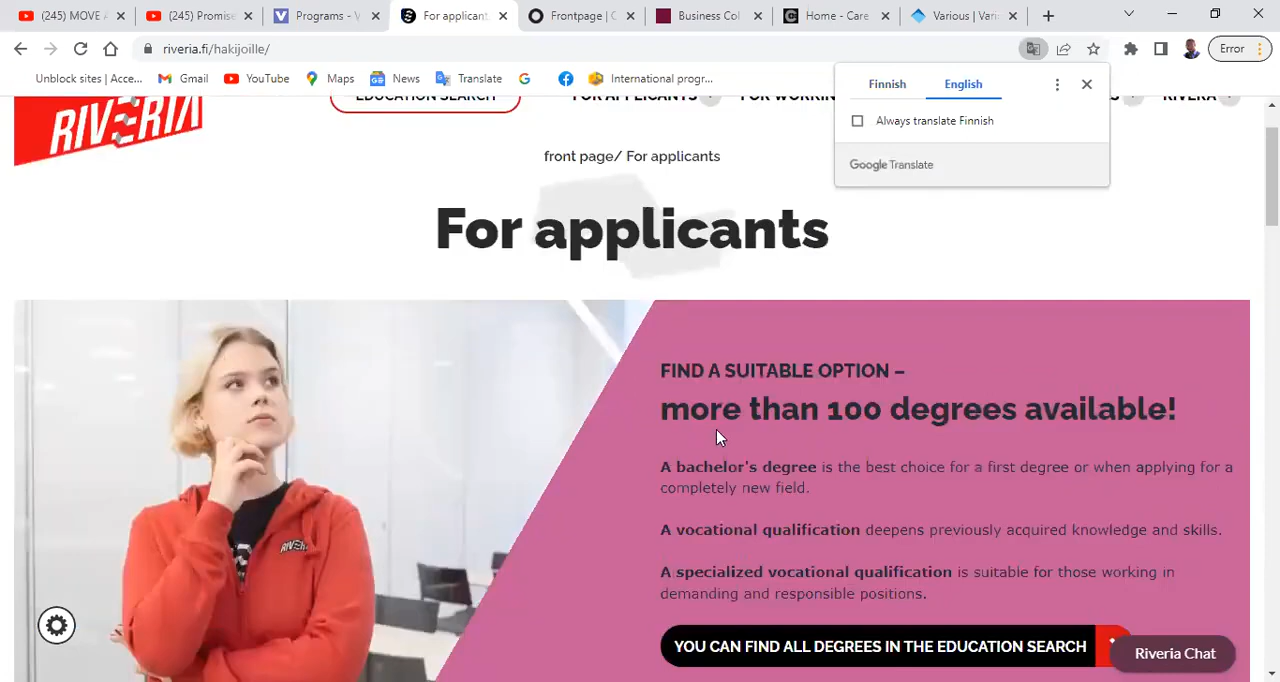 (245) MOVE A
(245) Promise
Programs - V
For applicant
Frontpage | C
Business Col
Home - Care
Various | Vari
riveria.fi/hakijoille/
Error
Unblock sites | Acce...
Gmail
YouTube
Maps
News
Translate
International progr...
Finnish
English
Always translate Finnish
Google Translate
RIVERIA
EDUCATION SEARCH
FOR APPLICANTS
FOR WORKIN
S
RIVERA
front page/ For applicants
For applicants
FIND A SUITABLE OPTION –
more than 100 degrees available!
A bachelor's degree is the best choice for a first degree or when applying for a
completely new field.
A vocational qualification deepens previously acquired knowledge and skills.
A specialized vocational qualification is suitable for those working in
demanding and responsible positions.
YOU CAN FIND ALL DEGREES IN THE EDUCATION SEARCH
Riveria Chat
RIVERIA